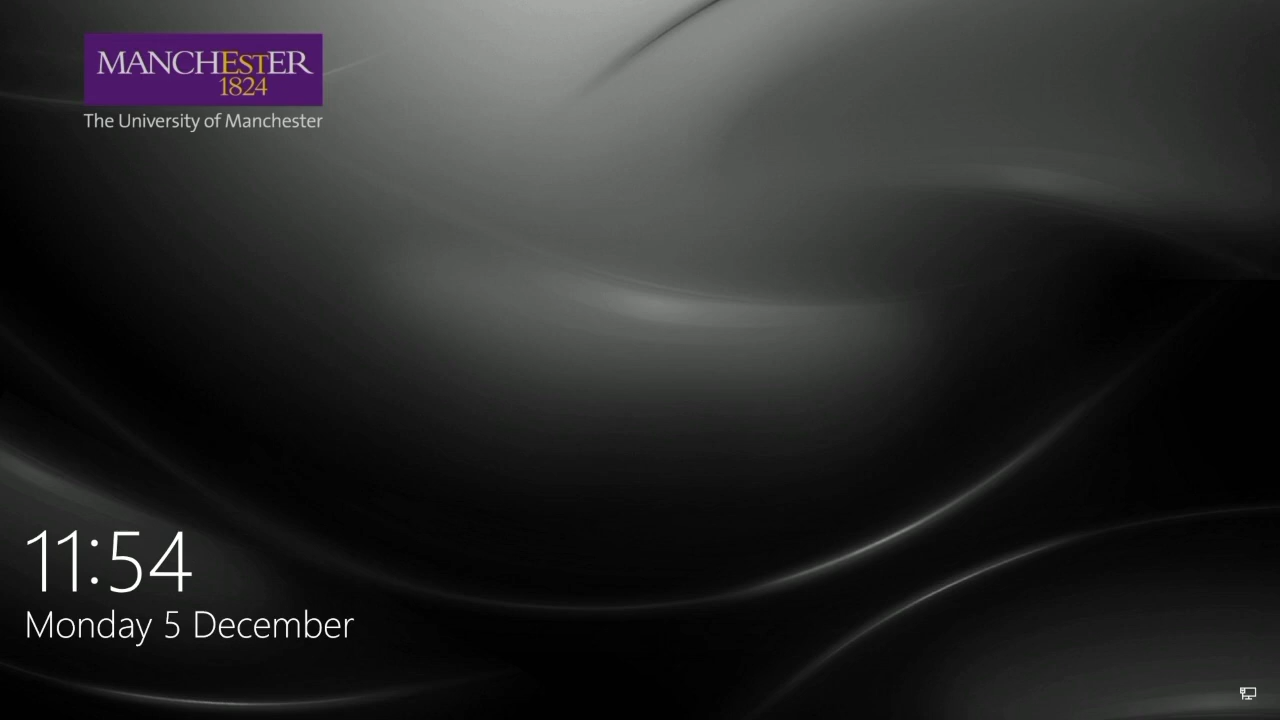 MANCHESTER
1824
The University of Manchester
11:54
Monday 5 December